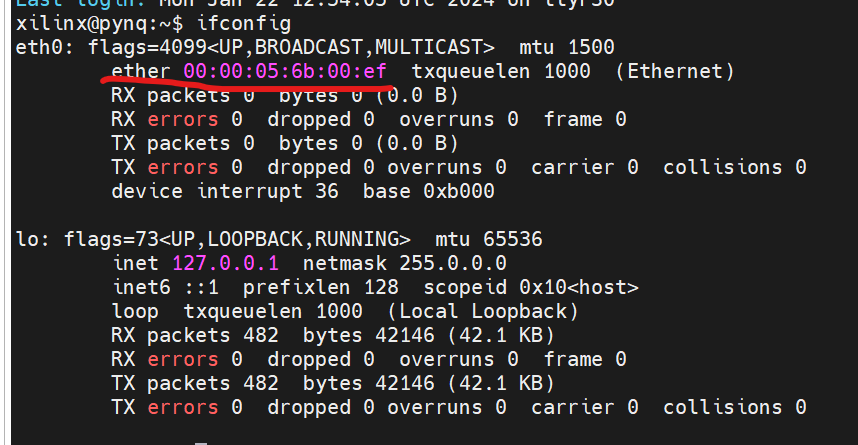 Last login: Mon Jan 22 12:54:05 UTC 2024 on ttyPS0
xilinx@pynq:~$ ifconfig
eth0: flags=4099<UP,BROADCAST,MULTICAST>  mtu 1500
        ether 00:00:05:6b:00:ef  txqueuelen 1000  (Ethernet)
        RX packets 0  bytes 0 (0.0 B)
        RX errors 0  dropped 0  overruns 0  frame 0
        TX packets 0  bytes 0 (0.0 B)
        TX errors 0  dropped 0 overruns 0  carrier 0  collisions 0
        device interrupt 36  base 0xb000

lo: flags=73<UP,LOOPBACK,RUNNING>  mtu 65536
        inet 127.0.0.1  netmask 255.0.0.0
        inet6 ::1  prefixlen 128  scopeid 0x10<host>
        loop  txqueuelen 1000  (Local Loopback)
        RX packets 482  bytes 42146 (42.1 KB)
        RX errors 0  dropped 0  overruns 0  frame 0
        TX packets 482  bytes 42146 (42.1 KB)
        TX errors 0  dropped 0 overruns 0  carrier 0  collisions 0